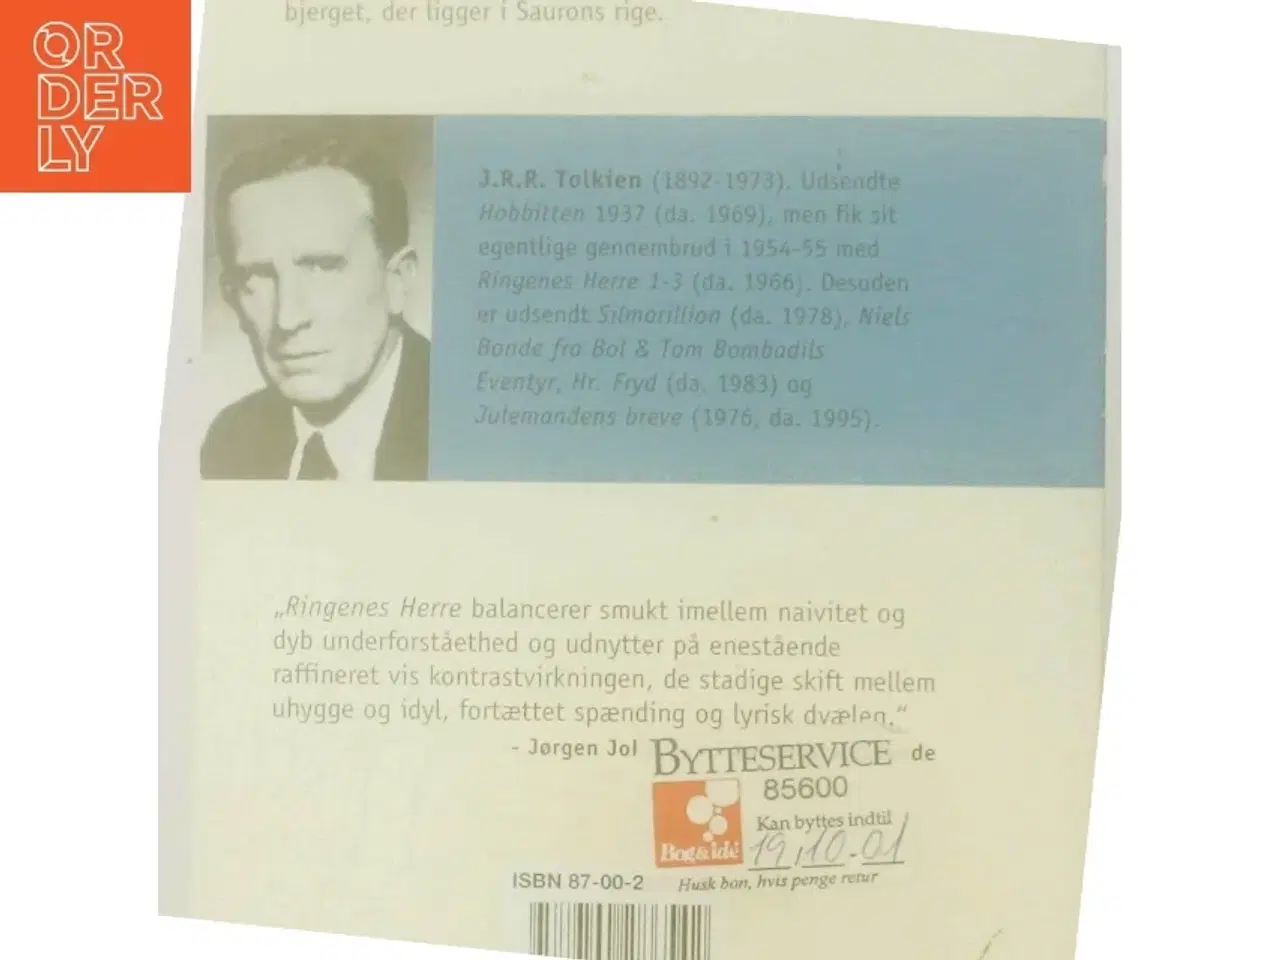 bjerget, der ligger i Saurons rige.
OR
DER
LY
J.R.R. Tolkien (1892-1973). Udsendte
Hobbitten 1937 (da. 1969), men fik sit
egentlige gennembrud i 1954-55 med
Ringenes Herre 1-3 (da. 1966). Desuden
er udsendt Silmarillion (da. 1978), Niels
Bonde fra Bol & Tom Bombadils
Eventyr, Hr. Fryd (da. 1983) og
Julemandens breve (1976, da. 1995).
„Ringenes Herre balancerer smukt imellem naivitet og
dyb underforståethed og udnytter på enestående
raffineret vis kontrastvirkningen, de stadige skift mellem
uhygge og idyl, fortættet spænding og lyrisk dvælen.“
- Jørgen Jol
de
BYTTESERVICE
85600
Kan byttes indtil
Bog&idé
19,10-01
Husk bon, hvis penge retur
ISBN 87-00-2